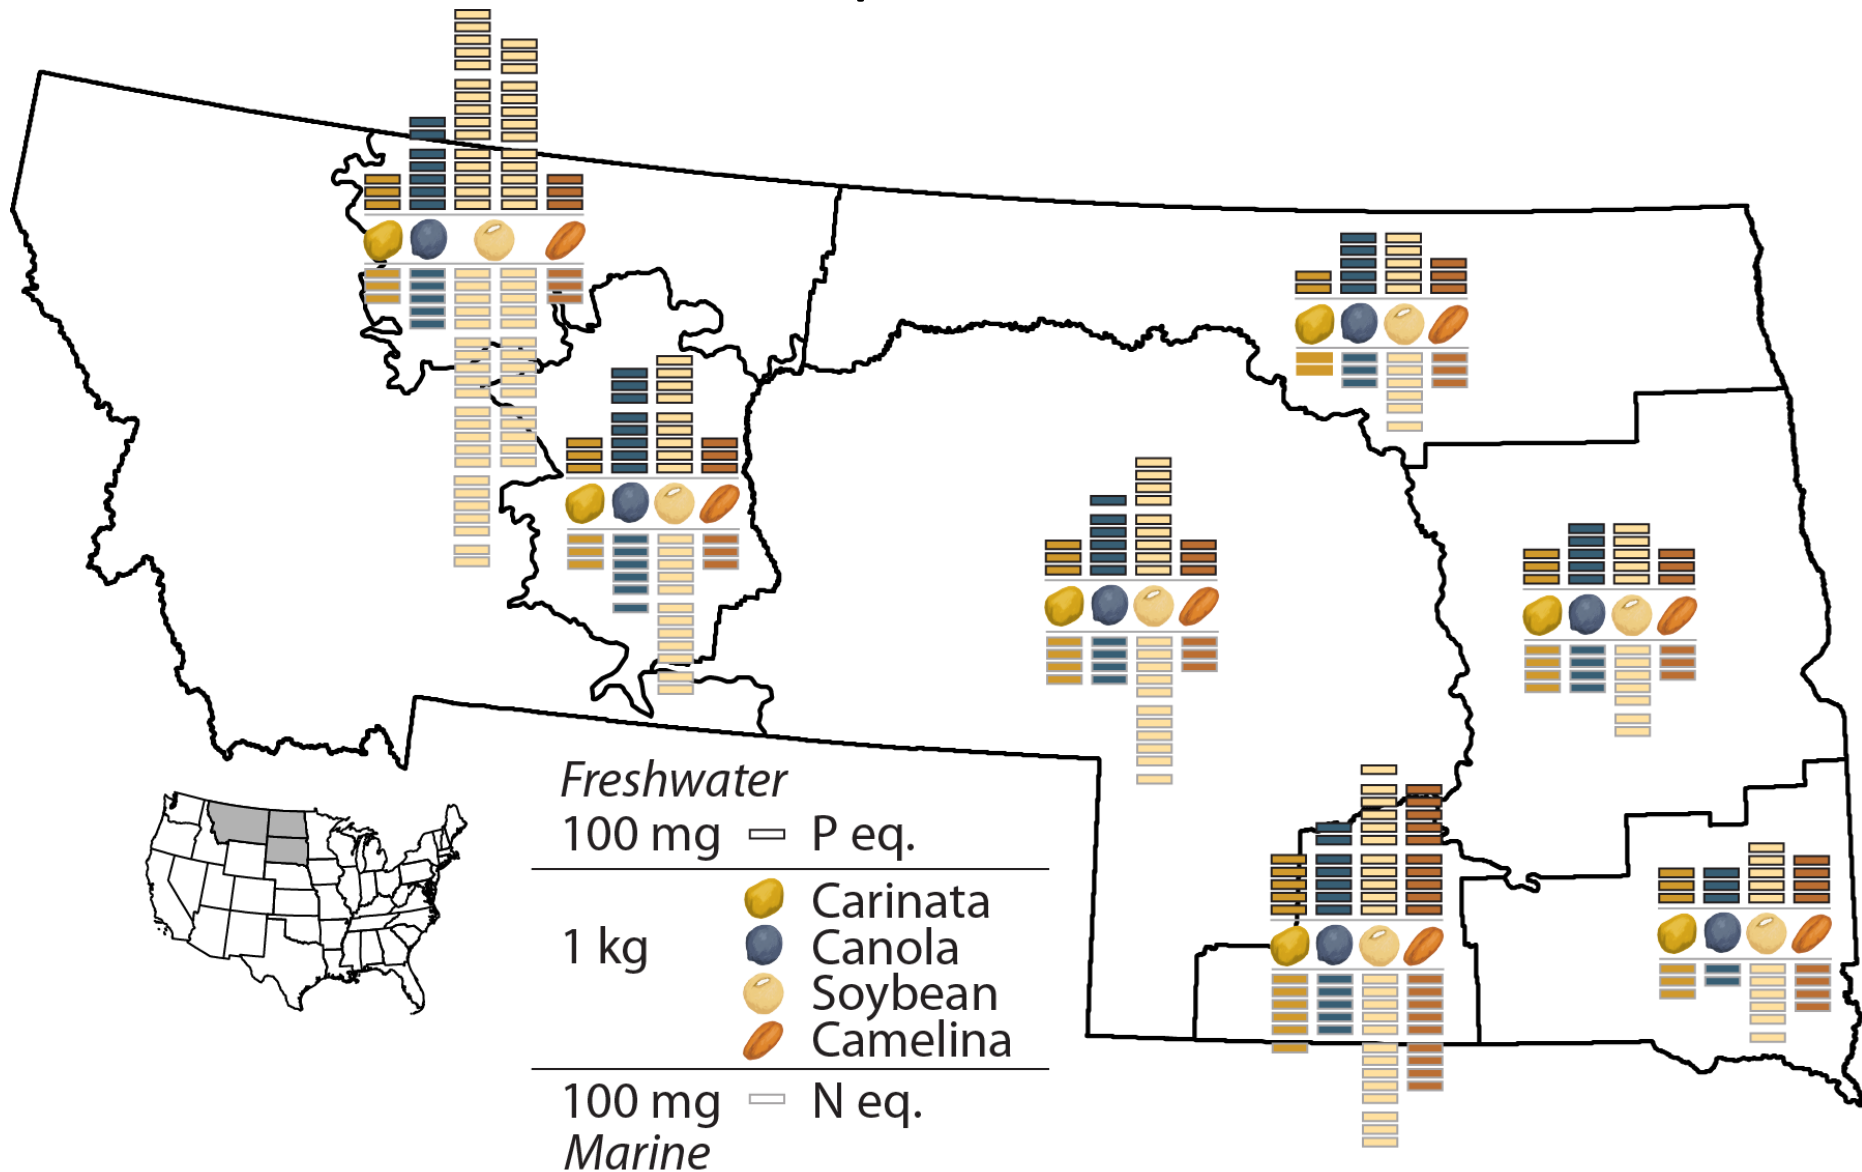 Freshwater
100 mg P eq.
Carinata
1 kg Canola
Soybean
Camelina
100 mg N eq.
Marine